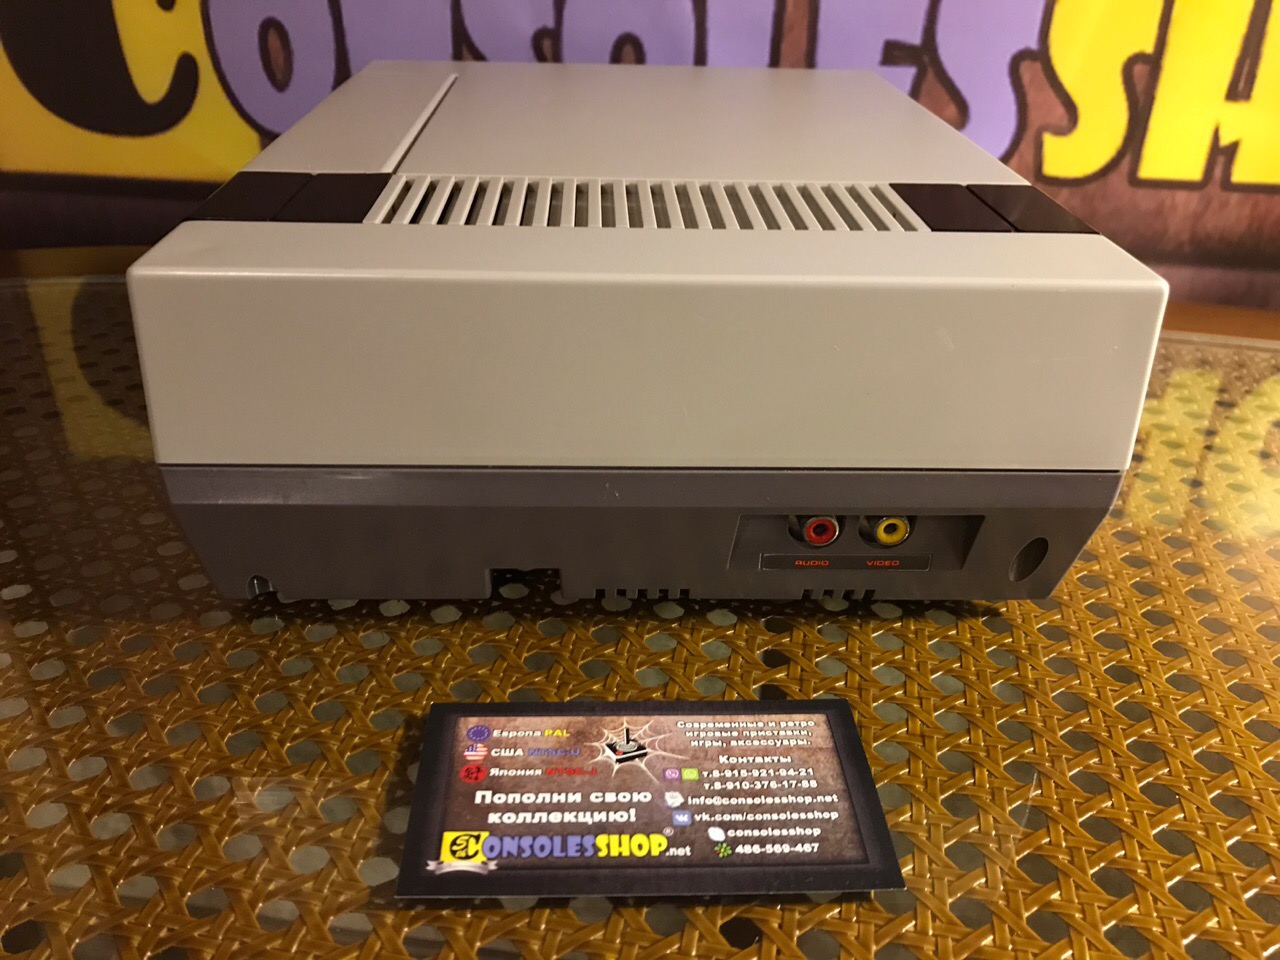 CONSOLESSH
AUDIO VIDEO
Европа PAL
США NTSC-U
Япония NTSC-J
Пополни свою
коллекцию!
CONSOLESSHOP®.net
Современные и ретро
игровые приставки,
игры, аксессуары.
Контакты
т.8-915-921-94-21
т.8-910-376-17-88
info@consolesshop.net
vk.com/consolesshop
consolesshop
486-569-467